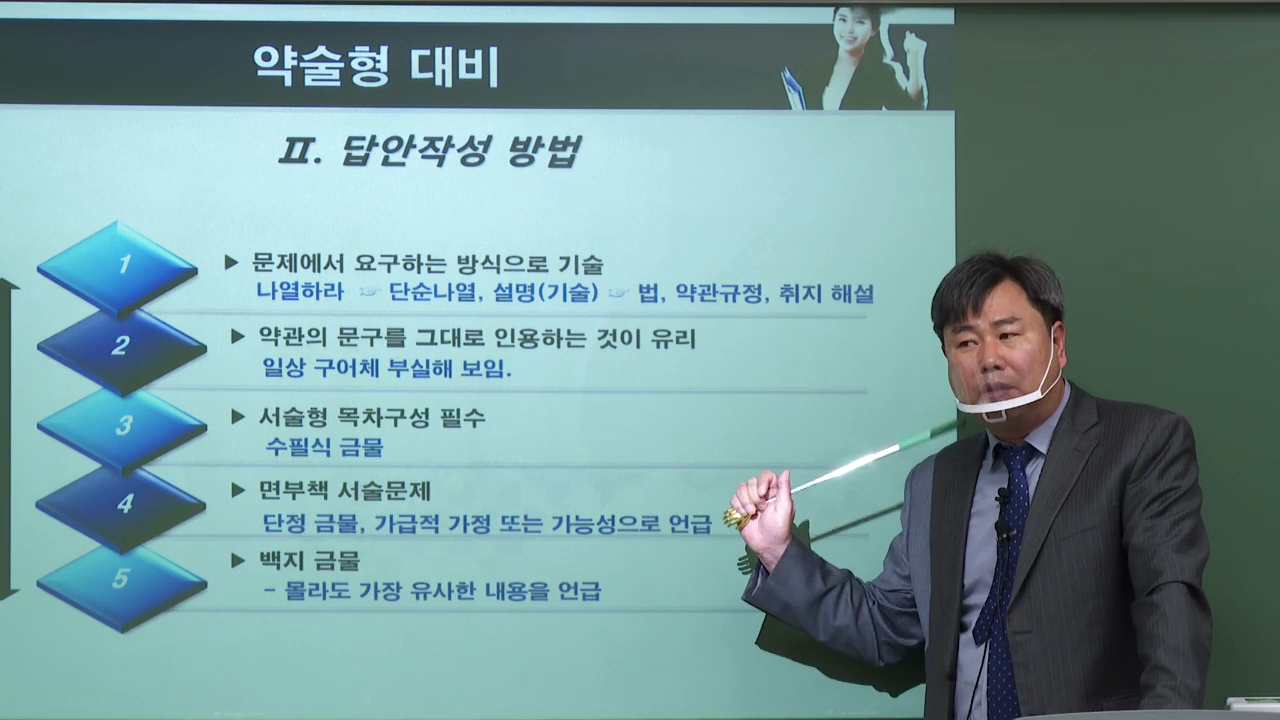 약술형 대비
Ⅱ. 답안작성 방법
1
▶ 문제에서 요구하는 방식으로 기술
나열하라 ☞ 단순나열, 설명(기술) ☞ 법, 약관규정, 취지 해설
2
▶ 약관의 문구를 그대로 인용하는 것이 유리
일상 구어체 부실해 보임.
3
▶ 서술형 목차구성 필수
수필식 금물
4
▶ 면부책 서술문제
단정 금물, 가급적 가정 또는 가능성으로 언급
5
▶ 백지 금물
- 몰라도 가장 유사한 내용을 언급